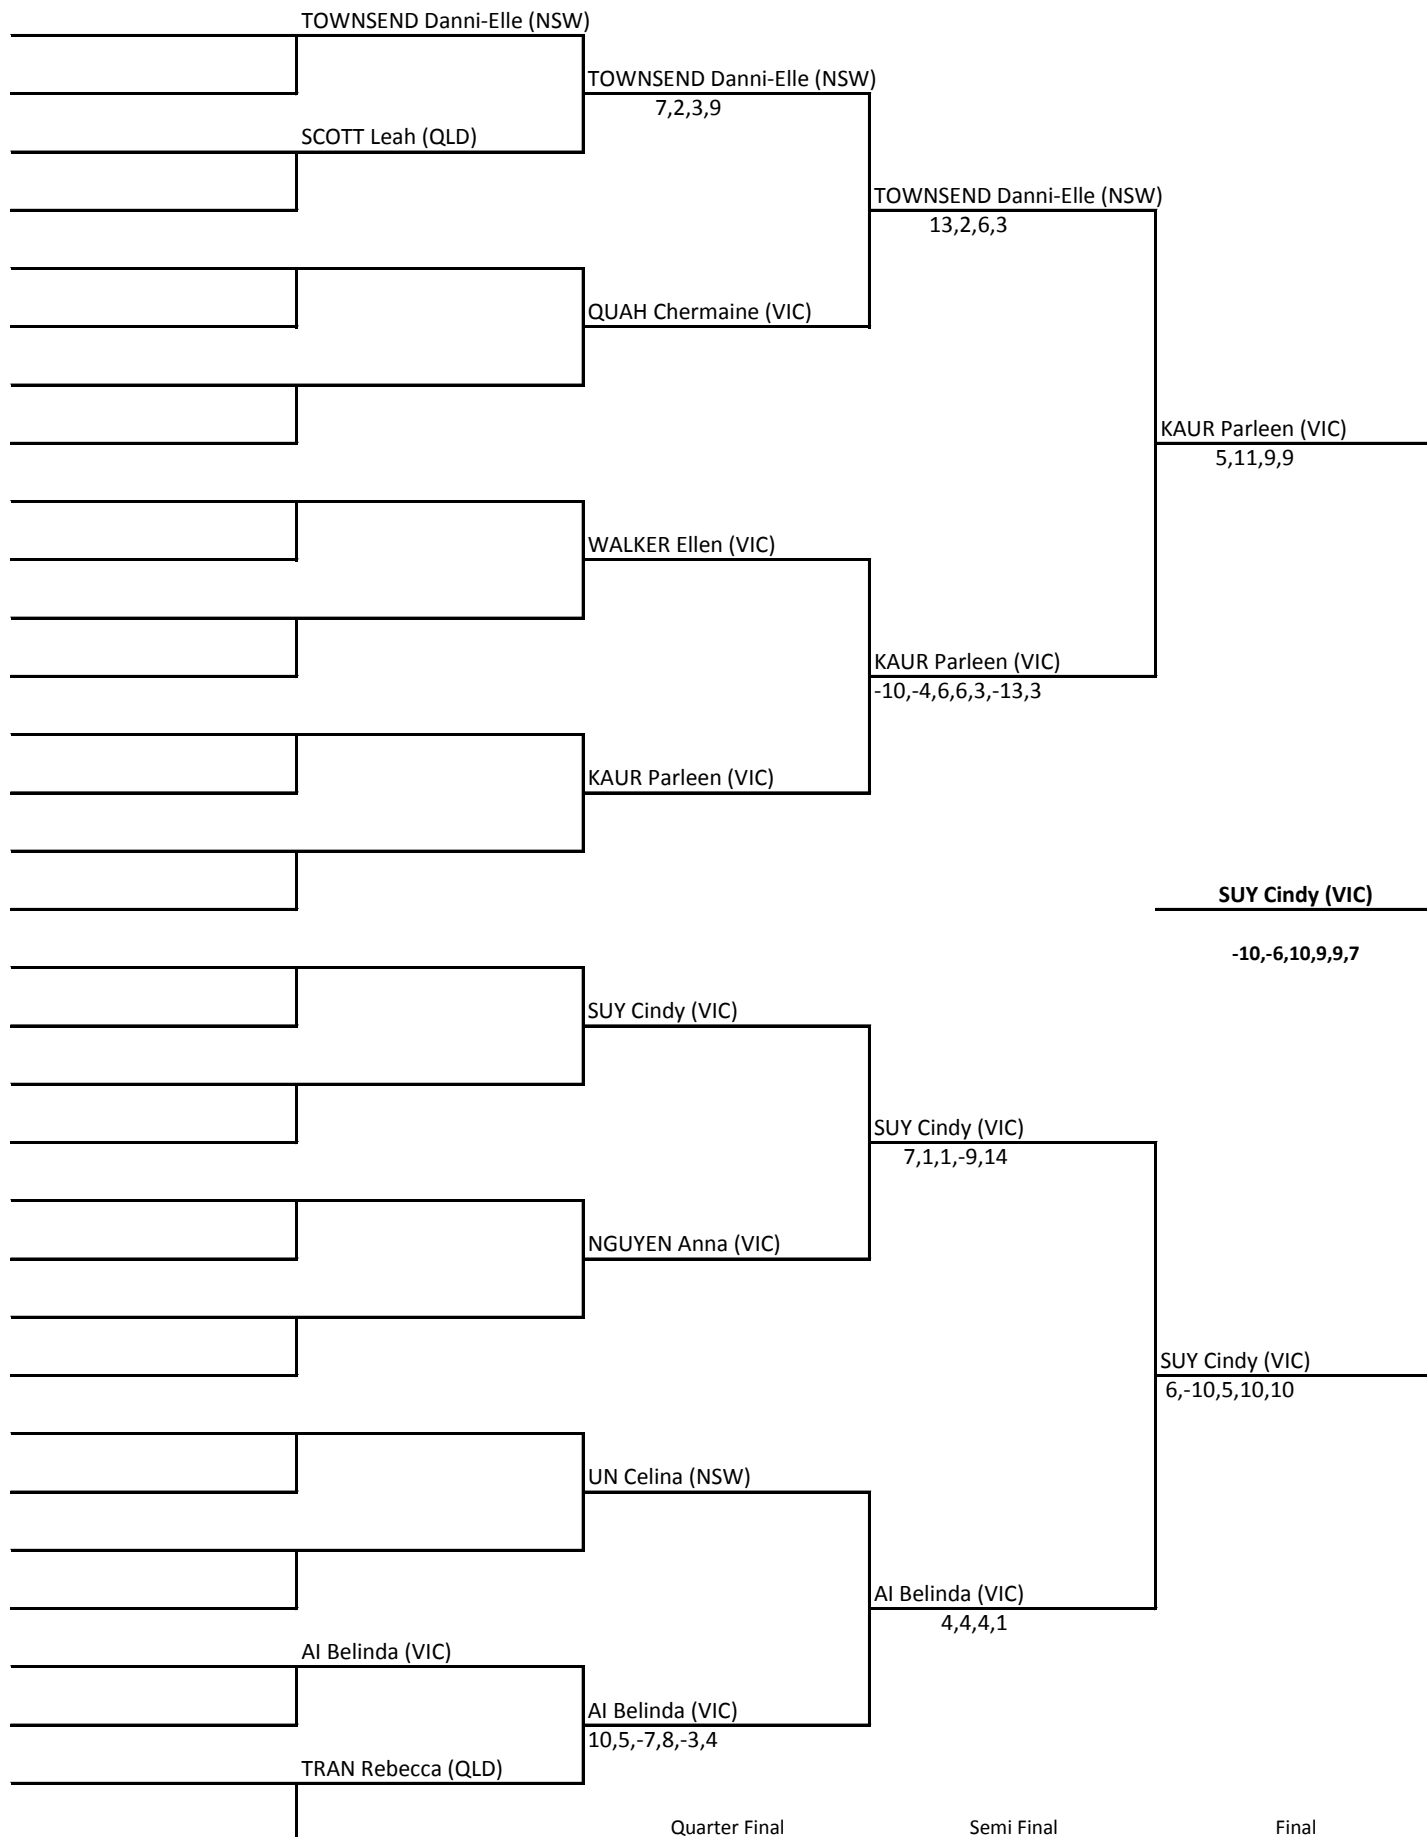 TOWNSEND Danni-Elle (NSW)
TOWNSEND Danni-Elle (NSW)
7,2,3,9
SCOTT Leah (QLD)
TOWNSEND Danni-Elle (NSW)
13,2,6,3
QUAH Chermaine (VIC)
KAUR Parleen (VIC)
5,11,9,9
WALKER Ellen (VIC)
KAUR Parleen (VIC)
-10,-4,6,6,3,-13,3
KAUR Parleen (VIC)
SUY Cindy (VIC)
-10,-6,10,9,9,7
SUY Cindy (VIC)
SUY Cindy (VIC)
7,1,1,-9,14
NGUYEN Anna (VIC)
SUY Cindy (VIC)
6,-10,5,10,10
UN Celina (NSW)
AI Belinda (VIC)
4,4,4,1
AI Belinda (VIC)
AI Belinda (VIC)
10,5,-7,8,-3,4
TRAN Rebecca (QLD)
Quarter Final Semi Final Final